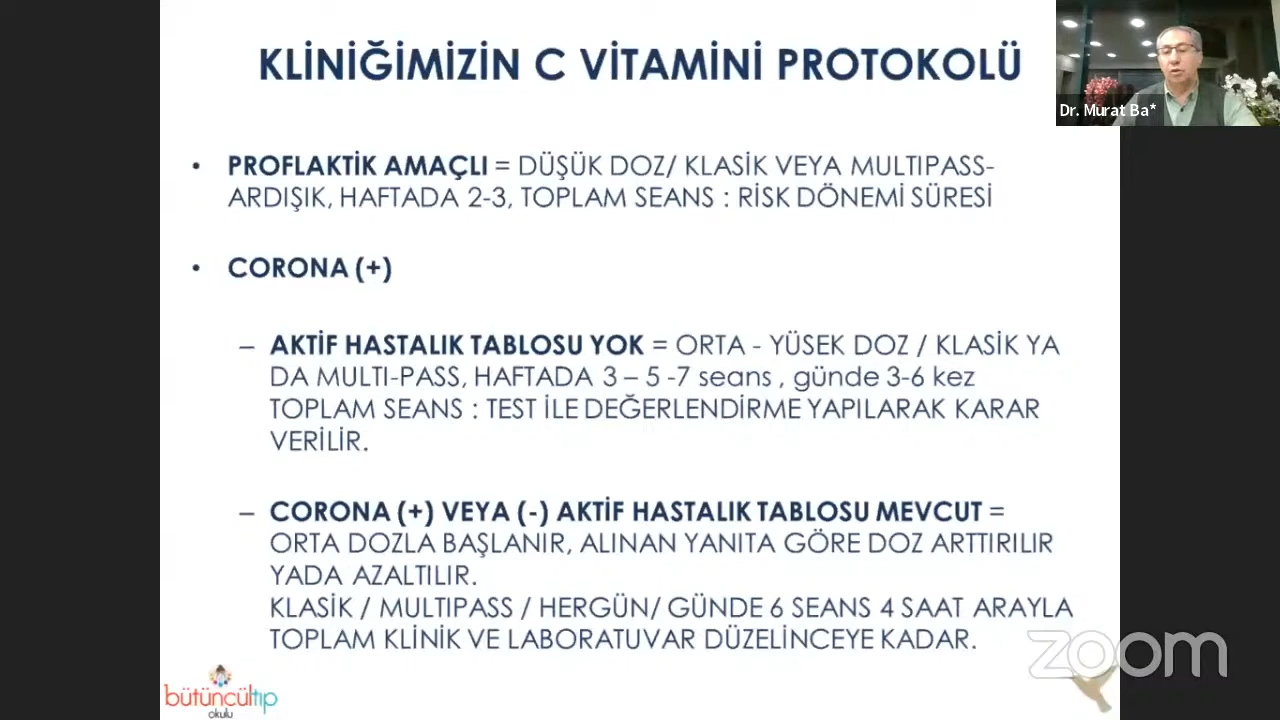 KLİNİĞİMİZİN C VİTAMİNİ PROTOKOLÜ
Dr. Murat Ba*
• PROFLAKTİK AMAÇLI = DÜŞÜK DOZ/ KLASİK VEYA MULTIPASS-
ARDIŞIK, HAFTADA 2-3, TOPLAM SEANS : RİSK DÖNEMİ SÜRESİ
• CORONA (+)
– AKTİF HASTALIK TABLOSU YOK = ORTA - YÜSEK DOZ / KLASİK YA
DA MULTI-PASS, HAFTADA 3 – 5 -7 seans , günde 3-6 kez
TOPLAM SEANS : TEST İLE DEĞERLENDİRME YAPILARAK KARAR
VERİLİR.
– CORONA (+) VEYA (-) AKTİF HASTALIK TABLOSU MEVCUT =
ORTA DOZLA BAŞLANIR, ALINAN YANITA GÖRE DOZ ARTTIRILIR
YADA AZALTILIR.
KLASİK / MULTIPASS / HERGÜN/ GÜNDE 6 SEANS 4 SAAT ARAYLA
TOPLAM KLİNİK VE LABORATUVAR DÜZELİNCEYE KADAR.
zoom
bütüncültıp
okulu